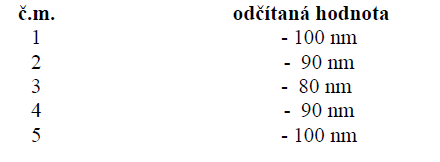 č.m. odčítaná hodnota
1 - 100 nm
2 - 90 nm
3 - 80 nm
4 - 90 nm
5 - 100 nm